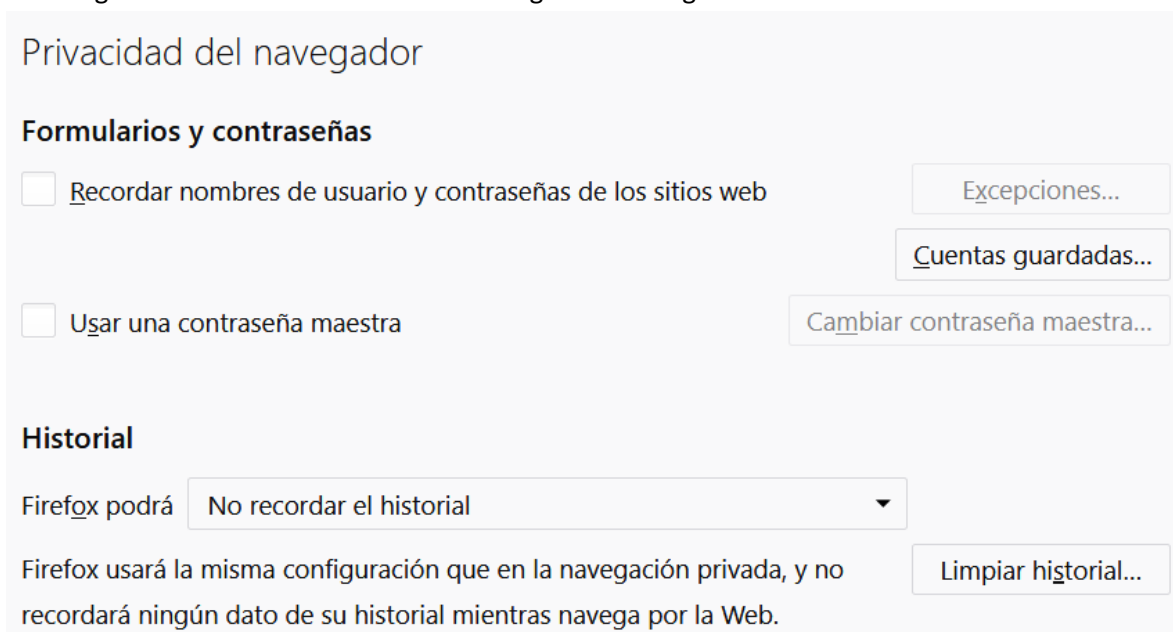 Privacidad del navegador
Formularios y contraseñas
Recordar nombres de usuario y contraseñas de los sitios web
Excepciones...
Cuentas guardadas...
Usar una contraseña maestra
Cambiar contraseña maestra...
Historial
Firefox podrá No recordar el historial
Firefox usará la misma configuración que en la navegación privada, y no
recordará ningún dato de su historial mientras navega por la Web.
Limpiar historial...